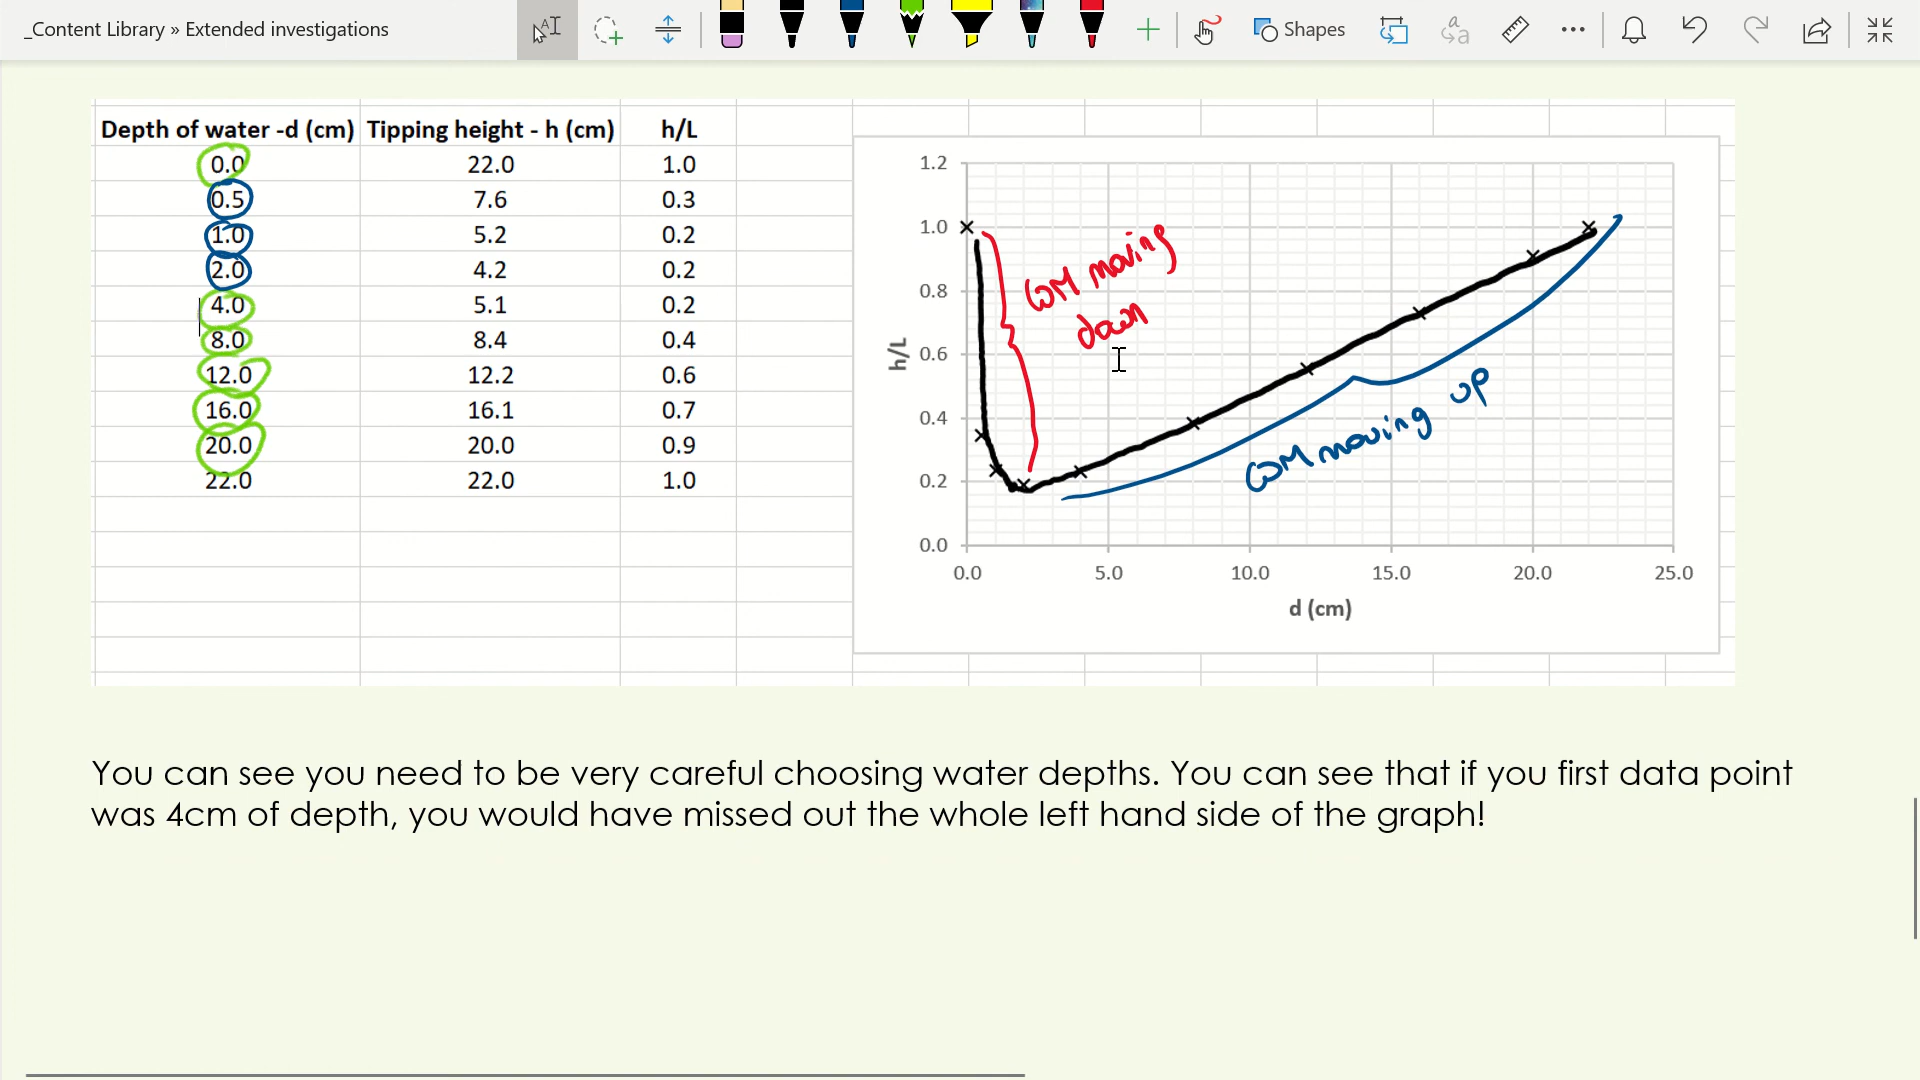 _Content Library » Extended investigations
Shapes
Depth of water -d (cm) Tipping height - h (cm) h/L
0.0 22.0 1.0
0.5 7.6 0.3
1.0 5.2 0.2
2.0 4.2 0.2
4.0 5.1 0.2
8.0 8.4 0.4
12.0 12.2 0.6
16.0 16.1 0.7
20.0 20.0 0.9
22.0 22.0 1.0
1.2
1.0
0.8
0.6
0.4
0.2
0.0
h/L
COM moving
down
COM moving up
0.0 5.0 10.0 15.0 20.0 25.0
d (cm)
You can see you need to be very careful choosing water depths. You can see that if you first data point
was 4cm of depth, you would have missed out the whole left hand side of the graph!